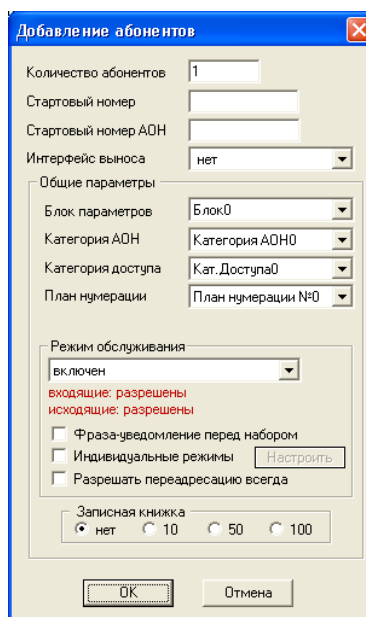 Добавление абонентов
Количество абонентов 1
Стартовый номер
Стартовый номер АОН
Интерфейс выноса нет
Общие параметры
Блок параметров Блок0
Категория АОН Категория АОН0
Категория доступа Кат.Доступа0
План нумерации План нумерации №0
Режим обслуживания
включен
входящие: разрешены
исходящие: разрешены
Фраза-уведомление перед набором
Индивидуальные режимы Настроить
Разрешать переадресацию всегда
Записная книжка
нет 10 50 100
OK Отмена